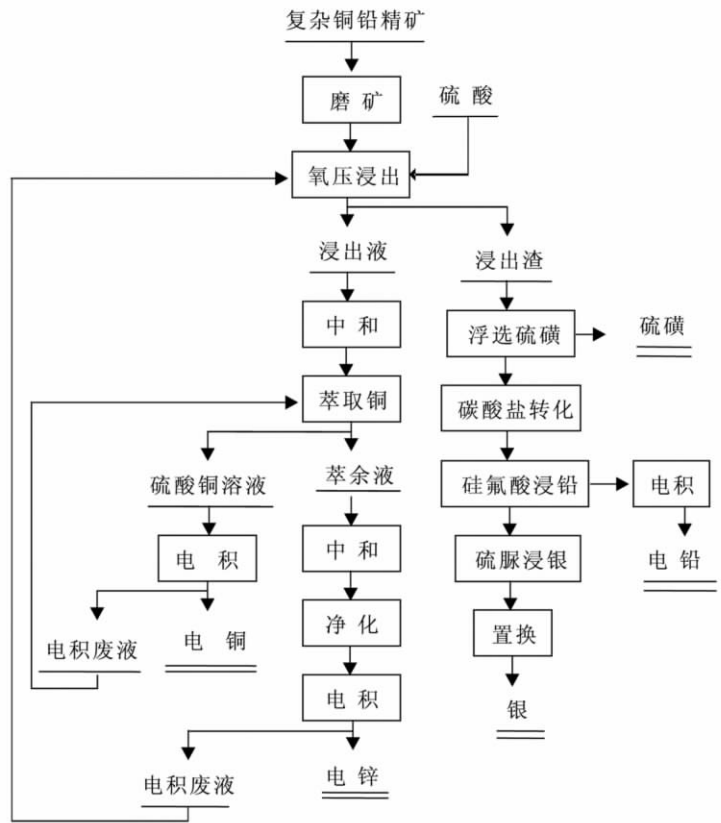 复杂铜铅精矿
磨矿
硫酸
氧压浸出
浸出液
浸出渣
中和
浮选硫磺
硫磺
萃取铜
碳酸盐转化
硫酸铜溶液
萃余液
硅氟酸浸铅
电积
电积
中和
硫脲浸银
电铅
电积废液
电铜
净化
置换
电积
银
电积废液
电锌